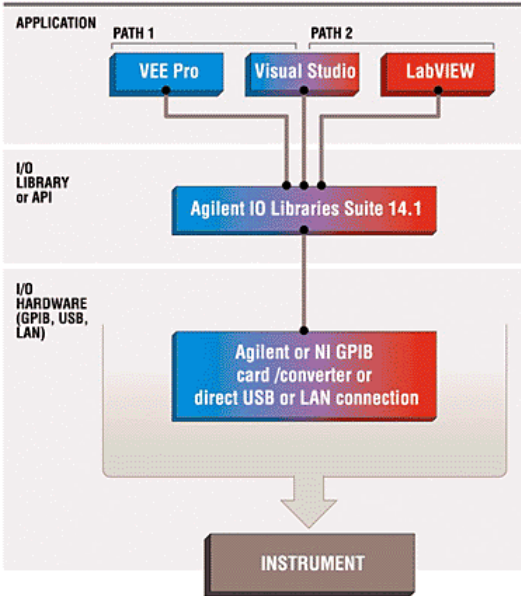 APPLICATION
PATH 1
PATH 2
VEE Pro
Visual Studio
LabVIEW
I/O
LIBRARY
or API
Agilent IO Libraries Suite 14.1
I/O
HARDWARE
(GPIB, USB,
LAN)
Agilent or NI GPIB
card /converter or
direct USB or LAN connection
INSTRUMENT